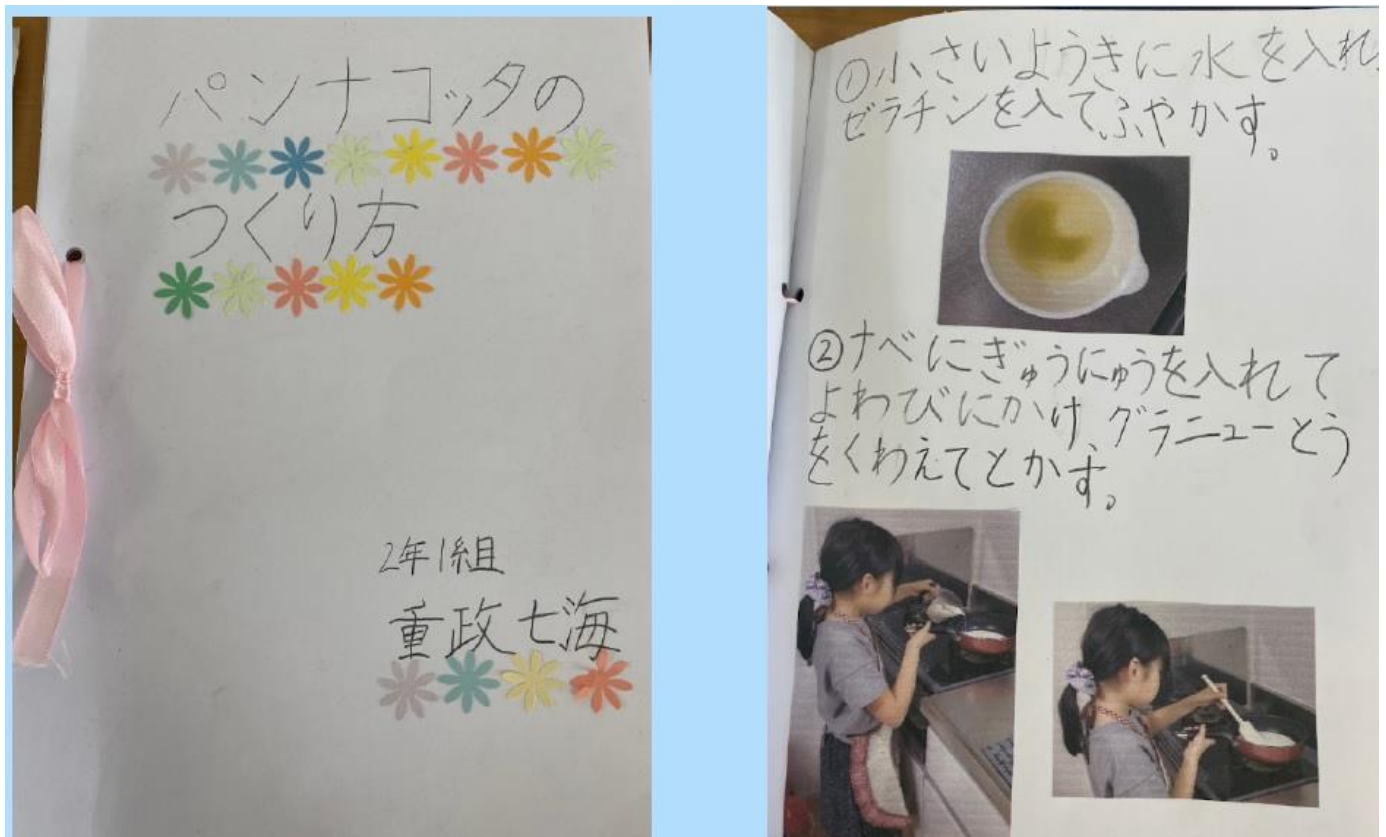 パンナコッタの
つくり方
2年1組
重政七海
①小さいようきに水を入れ、
ゼラチンを入てふやかす。
②ナベにぎゅうにゅうを入れて
よわびにかけ、グラニューとう
をくわえてとかす。